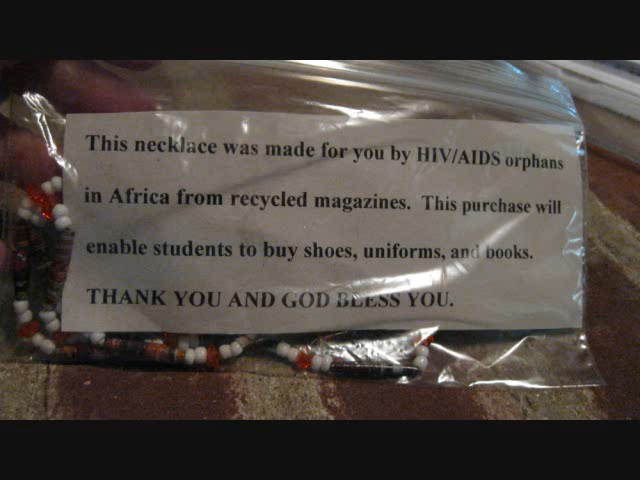 This necklace was made for you by HIV/AIDS orphans
in Africa from recycled magazines. This purchase will
enable students to buy shoes, uniforms, and books.
THANK YOU AND GOD BLESS YOU.